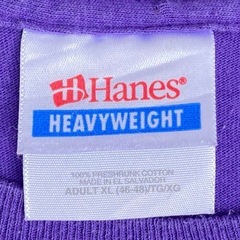 Hanes®
HEAVYWEIGHT
100% PRESHRUNK COTTON
MADE IN EL SALVADOR
ADULT XL (46-48)/TG/XG